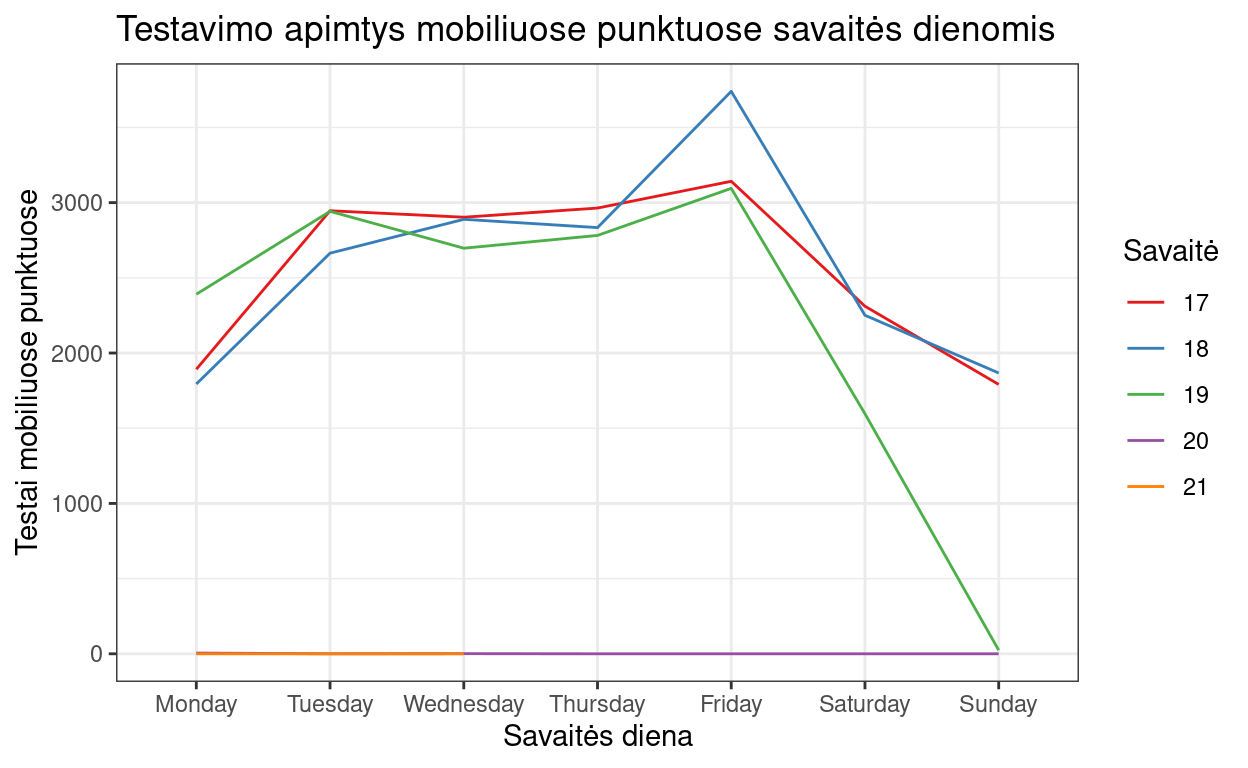 Testavimo apimtys mobiliuose punktuose savaitės dienomis
Testai mobiliuose punktuose
3000
2000
1000
0
Monday
Tuesday
Wednesday
Thursday
Friday
Saturday
Sunday
Savaitės diena
Savaitė
17
18
19
20
21